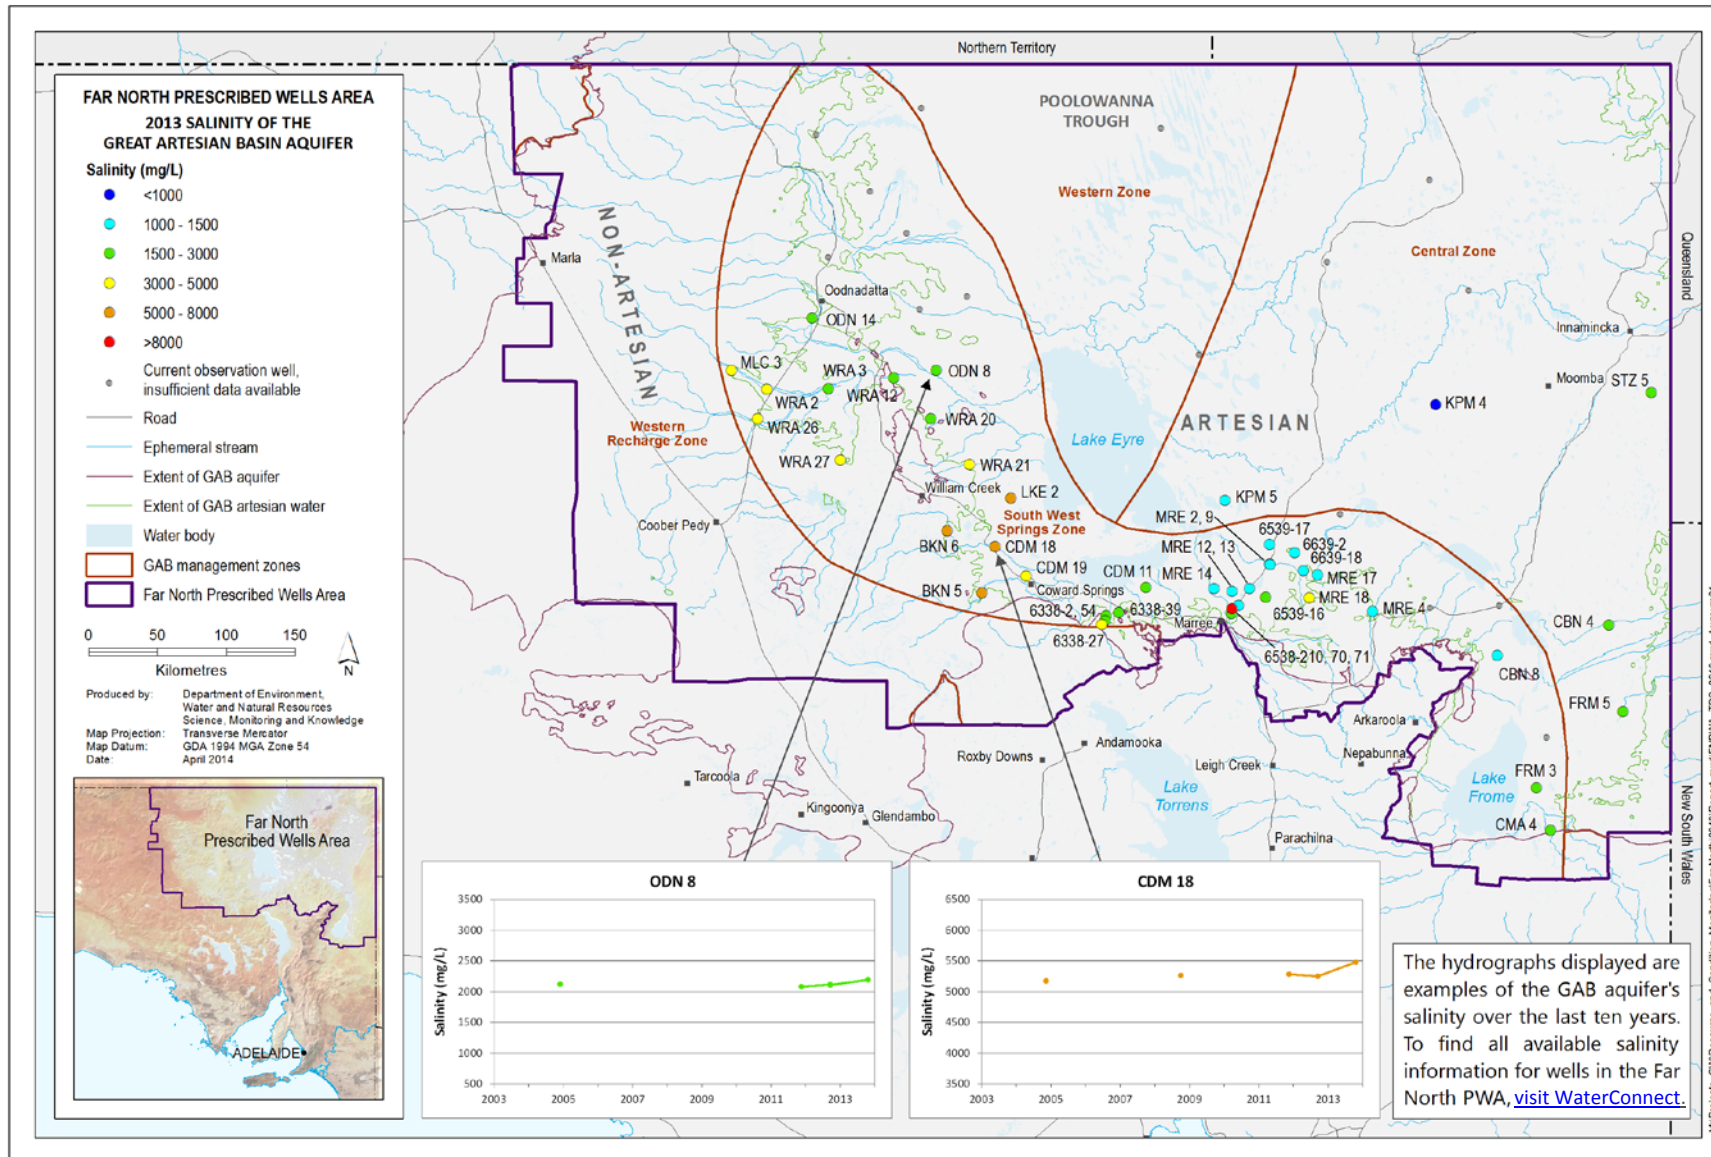 Northern Territory
FAR NORTH PRESCRIBED WELLS AREA
2013 SALINITY OF THE
GREAT ARTESIAN BASIN AQUIFER
Salinity (mg/L)
<1000
1000 - 1500
1500 - 3000
3000 - 5000
5000 - 8000
>8000
Current observation well,
insufficient data available
Road
Ephemeral stream
Extent of GAB aquifer
Extent of GAB artesian water
Water body
GAB management zones
Far North Prescribed Wells Area
0 50 100 150
Kilometres
N
Produced by: Department of Environment,
Water and Natural Resources
Science, Monitoring and Knowledge
Map Projection: Transverse Mercator
Map Datum: GDA 1994 MGA Zone 54
Date: April 2014
Far North
Prescribed Wells Area
ADELAIDE
POOLOWANNA
TROUGH
Western Zone
Central Zone
Queensland
NON-ARTESIAN
Marla
Oodnadatta
ODN 14
Innamincka
MLC 3
WRA 3
ODN 8
Moomba
STZ 5
WRA 2
WRA 12
KPM 4
WRA 26
WRA 20
ARTESIAN
Western
Recharge Zone
Lake Eyre
WRA 27
WRA 21
William Creek
LKE 2
KPM 5
Coober Pedy
South West
Springs Zone
MRE 2, 9
6539-17
BKN 6
CDM 18
MRE 12, 13
6639-2
6639-18
CDM 19
CDM 11
MRE 14
MRE 17
BKN 5
Coward Springs
MRE 18
6338-2, 54
6338-39
6539-16
MRE 4
CBN 4
Marree
6338-27
6538-210, 70, 71
CBN 8
FRM 5
Arkaroola
Andamooka
Roxby Downs
Leigh Creek
Nepabunna
Tarcoola
Lake
Torrens
Lake
Frome
FRM 3
Kingoonya
Glendambo
CMA 4
Parachilna
New South Wales
ODN 8
Salinity (mg/L)
3500
3000
2500
2000
1500
1000
500
2003 2005 2007 2009 2011 2013
CDM 18
Salinity (mg/L)
6500
6000
5500
5000
4500
4000
3500
2003 2005 2007 2009 2011 2013
The hydrographs displayed are
examples of the GAB aquifer's
salinity over the last ten years.
To find all available salinity
information for wells in the Far
North PWA, visit WaterConnect.